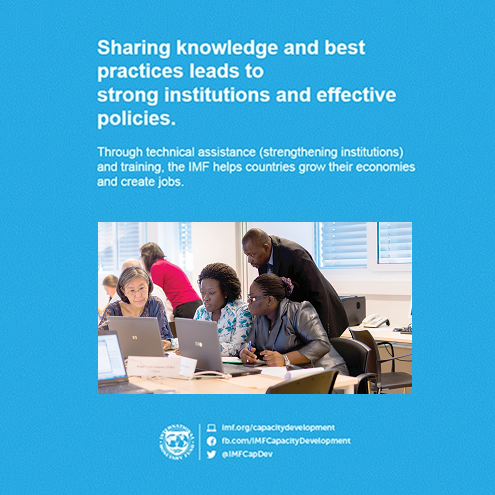 Sharing knowledge and best
practices leads to
strong institutions and effective
policies.
Through technical assistance (strengthening institutions)
and training, the IMF helps countries grow their economies
and create jobs.
imf.org/capacitydevelopment
fb.com/IMFCapacityDevelopment
@IMFCapDev